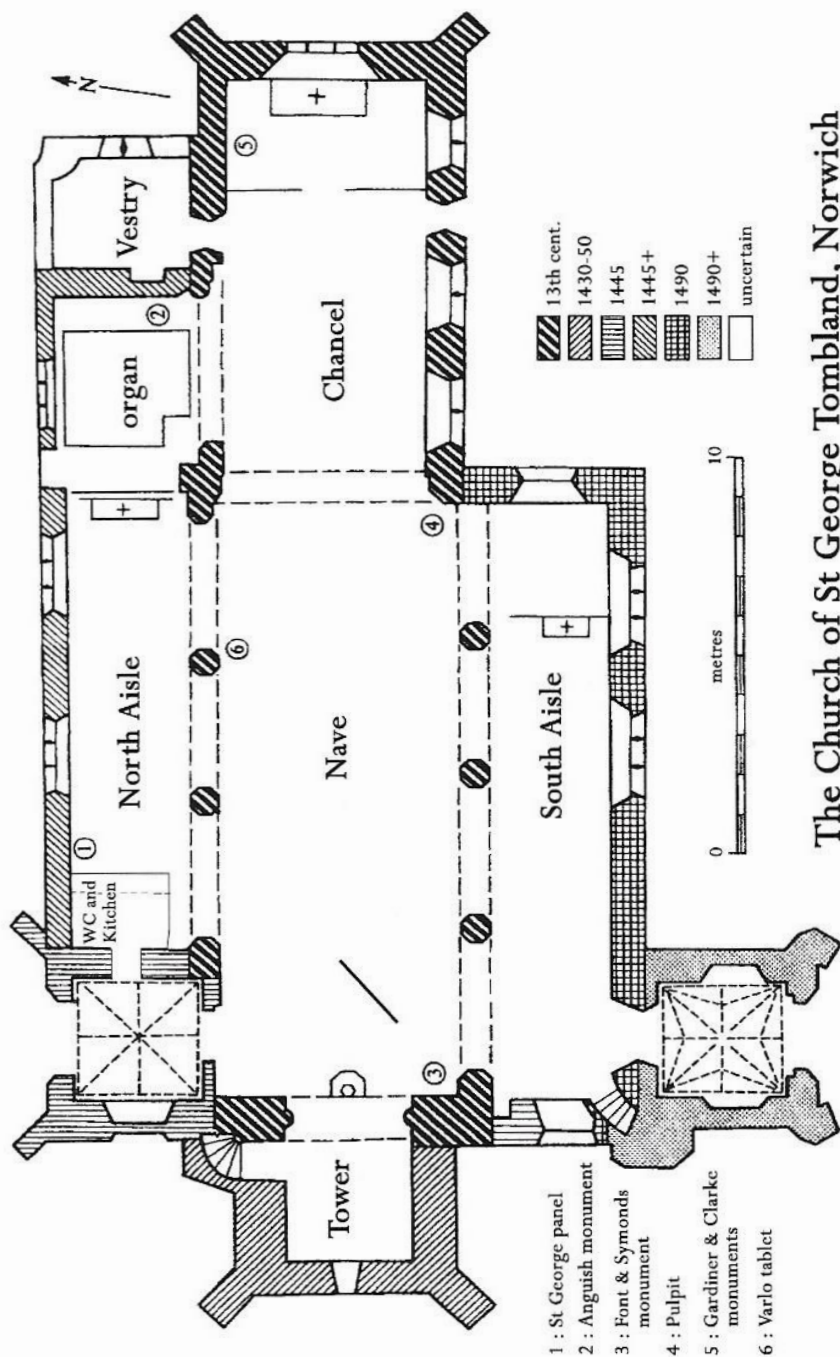 N
Vestry
organ
②
⑤
+
Chancel
North Aisle
+
①
WC and
Kitchen
⑥
Nave
④
South Aisle
+
③
Tower
13th cent.
1430-50
1445
1445+
1490
1490+
uncertain
0
metres
10
1 : St George panel
2 : Anguish monument
3 : Font & Symonds
monument
4 : Pulpit
5 : Gardiner & Clarke
monuments
6 : Varlo tablet
The Church of St George Tombland, Norwich